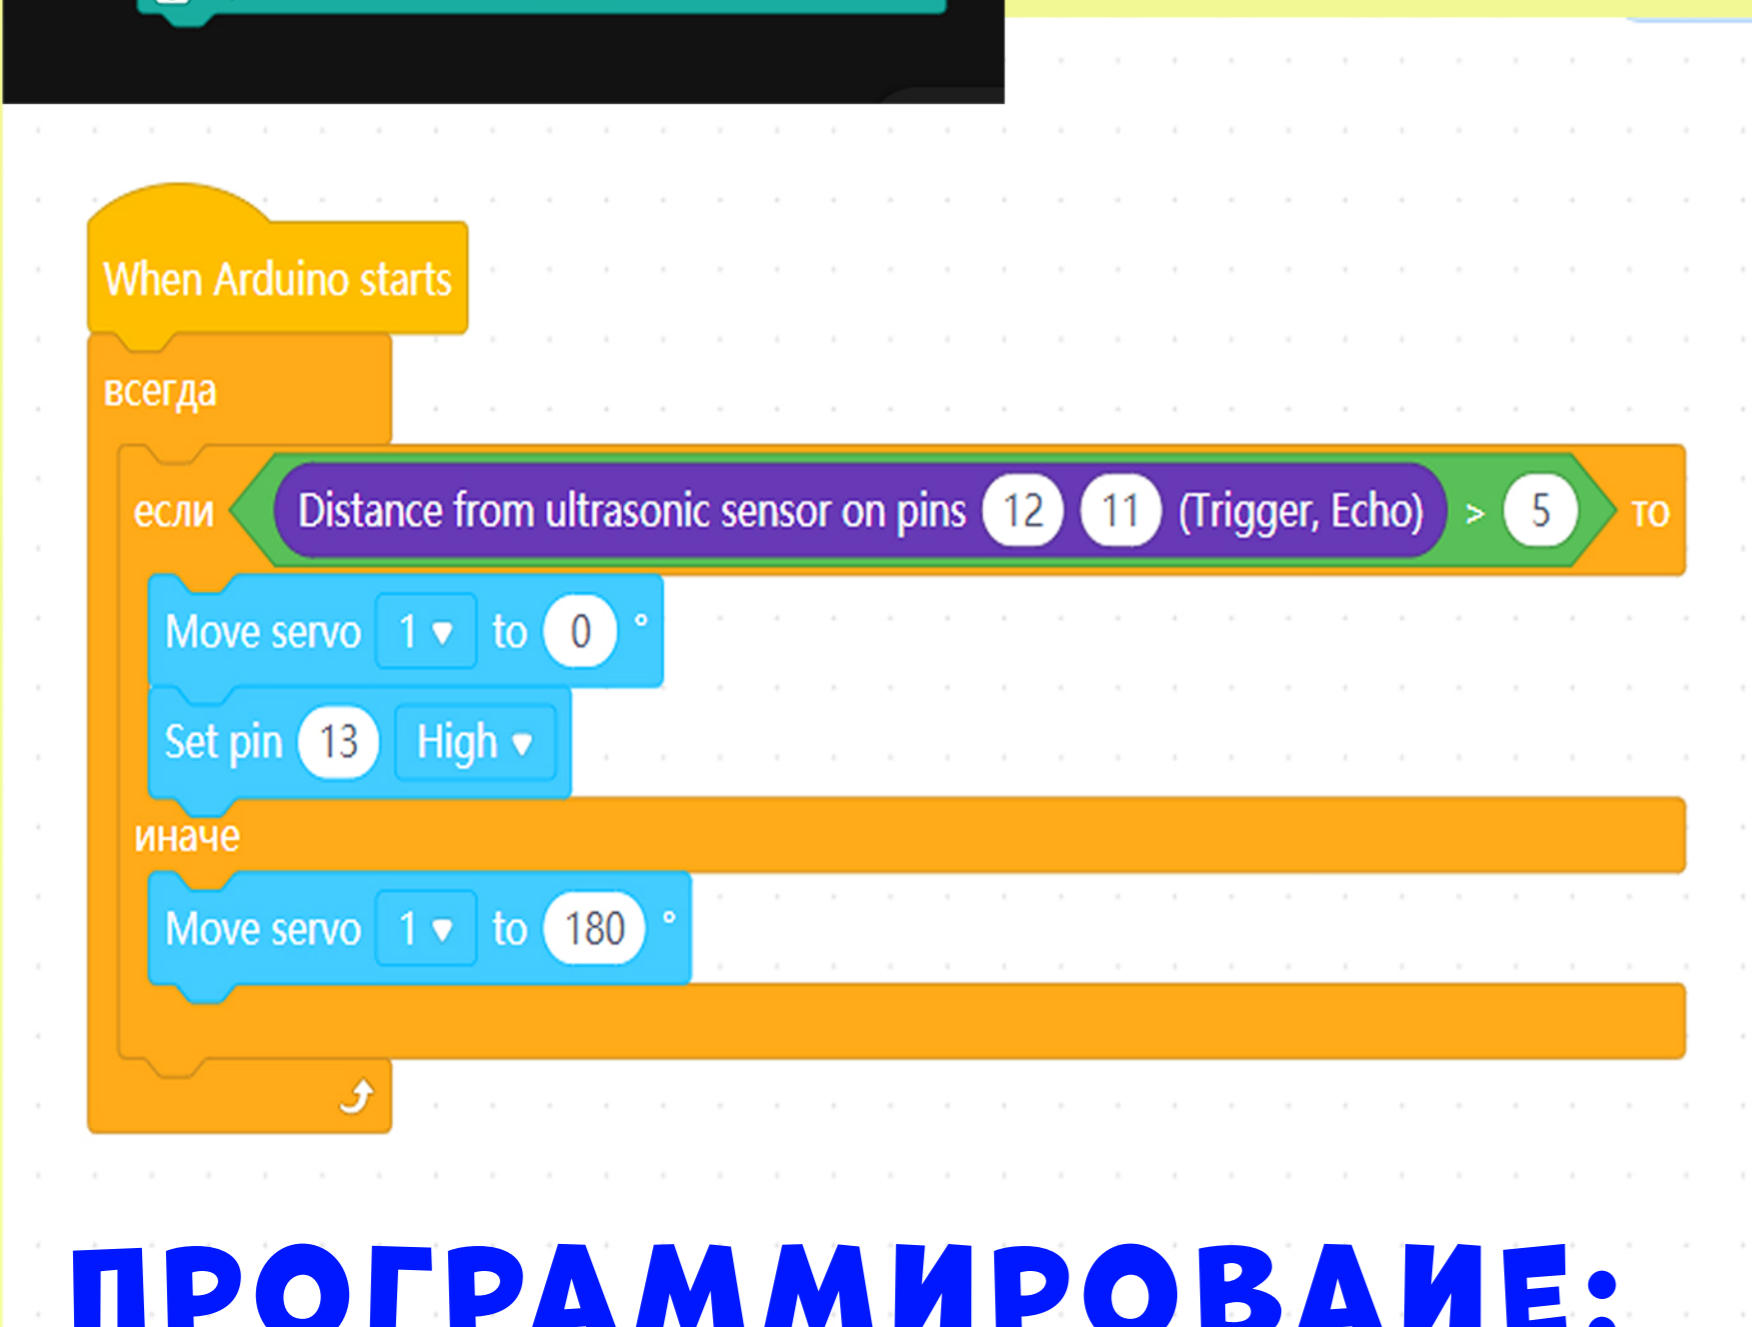 When Arduino starts
всегда
если Distance from ultrasonic sensor on pins 12 11 (Trigger, Echo) > 5 то
Move servo 1 to 0 °
Set pin 13 High
иначе
Move servo 1 to 180 °
ПРОГРАММИРОВАИЕ: